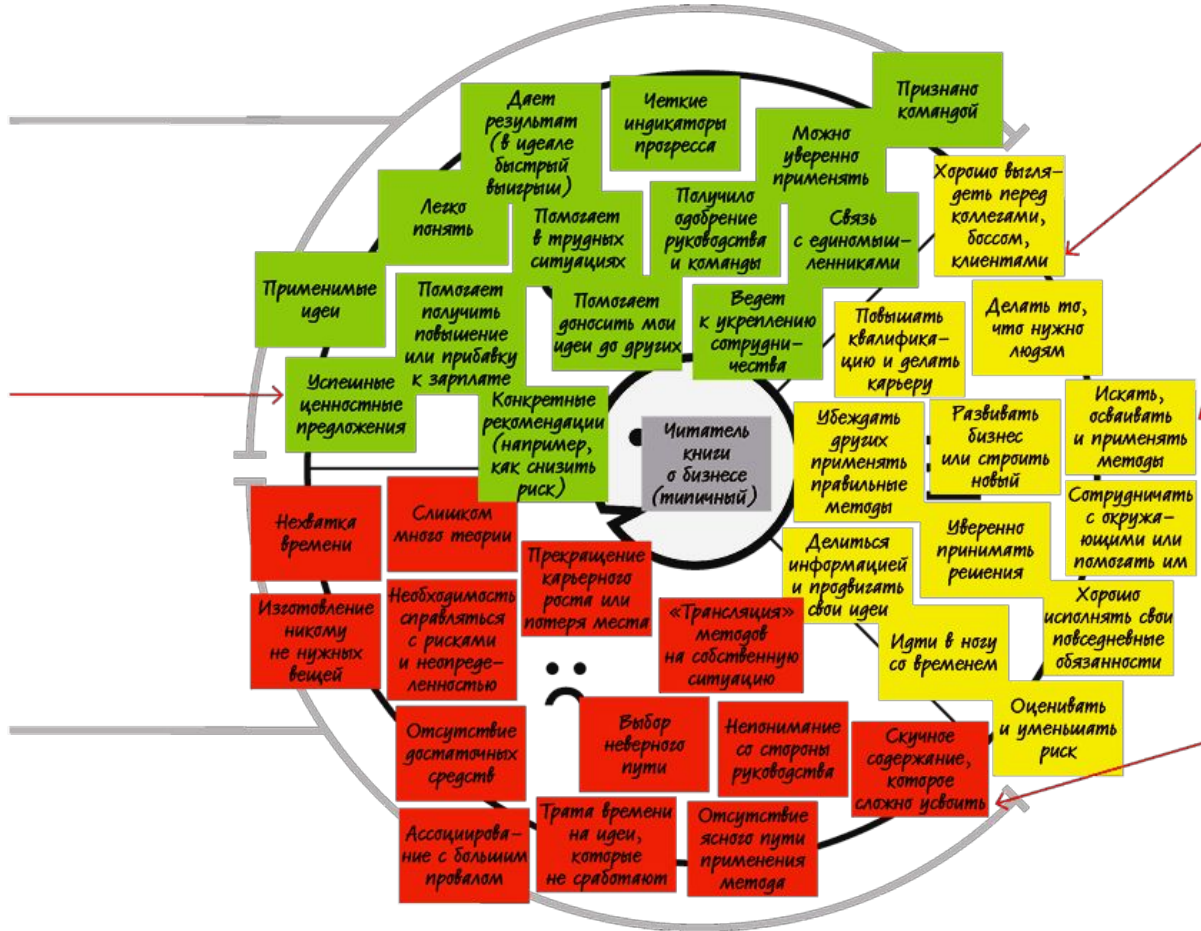 Признано
командой
Дает
результат
(в идеале
быстрый
выигрыш)
Четкие
индикаторы
прогресса
Можно
уверенно
применять
Легко
понять
Помогает
в трудных
ситуациях
Получило
одобрение
руководства
и команды
Связь
с единомыш-
ленниками
Применимые
идеи
Помогает
получить
повышение
или прибавку
к зарплате
Помогает
доносить мои
идеи до других
Ведет
к укреплению
сотрудни-
чества
Успешные
ценностные
предложения
Конкретные
рекомендации
(например,
как снизить
риск)
Читатель
книги
о бизнесе
(типичный)
Хорошо выгля-
деть перед
коллегами,
боссом,
клиентами
Повышать
квалифика-
цию и делать
карьеру
Делать то,
что нужно
людям
Убеждать
других
применять
правильные
методы
Развивать
бизнес
или строить
новый
Искать,
осваивать
и применять
методы
Делиться
информацией
и продвигать
свои идеи
Уверенно
принимать
решения
Сотрудничать
с окружа-
ющими или
помогать им
Идти в ногу
со временем
Хорошо
исполнять свои
повседневные
обязанности
Оценивать
и уменьшать
риск
Нехватка
времени
Слишком
много теории
Прекращение
карьерного
роста или
потеря места
Изготовление
никому
не нужных
вещей
Необходимость
справляться
с рисками
и неопреде-
ленностью
«Трансляция»
методов
на собственную
ситуацию
Отсутствие
достаточных
средств
Выбор
неверного
пути
Непонимание
со стороны
руководства
Скучное
содержание,
которое
сложно усвоить
Ассоциирова-
ние с большим
провалом
Трата времени
на идеи,
которые
не сработают
Отсутствие
ясного пути
применения
метода